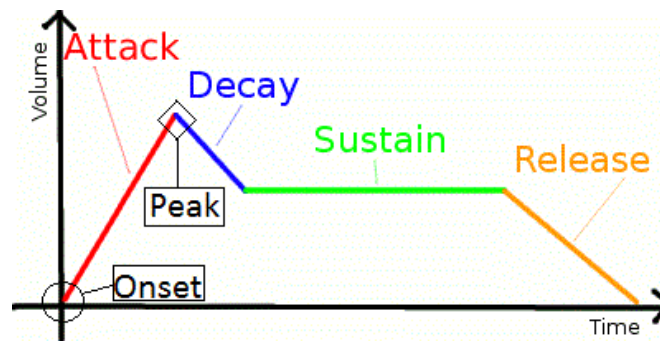 Attack
Volume
Decay
Sustain
Release
Peak
Onset
Time